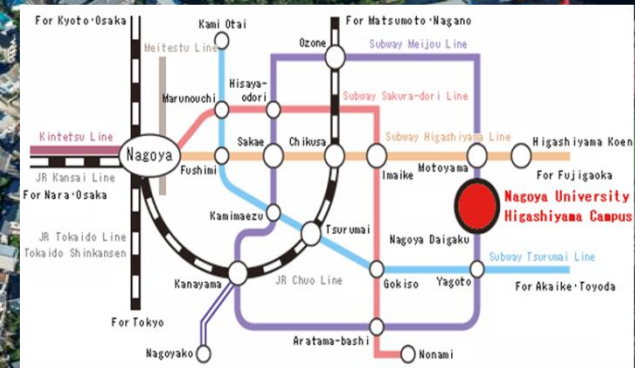 For Kyoto·Osaka
Kami Otai
For Matsumoto·Nagano
Meitestu Line
Ozone
Subway Meijou Line
Hisaya-
odori
Marunouchi
Subway Sakura-dori Line
Kintetsu Line
Sakae
Chikusa
Subway Higashiyama Line
Higashiyama Koen
Nagoya
Fushimi
Imaike
Motoyama
For Fujigaoka
JR Kansai Line
For Nara·Osaka
Nagoya University
Higashiyama Campus
Kamimaezu
Tsurumai
Nagoya Daigaku
JR Tokaido Line
Tokaido Shinkansen
Subway Tsurumai Line
Kanayama
JR Chuo Line
Gokiso
Yagoto
For Akaike·Toyoda
For Tokyo
Aratama-bashi
Nagoyako
Nonami